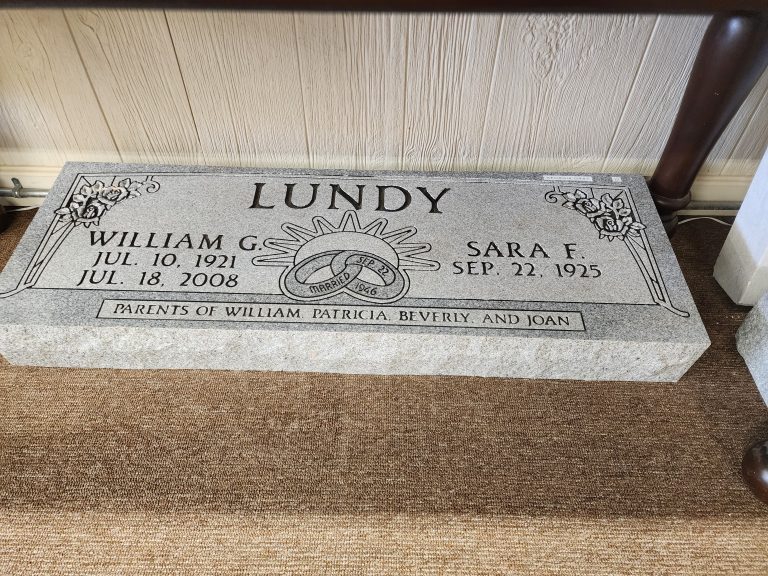 LUNDY
WILLIAM G.
JUL. 10, 1921
JUL. 18, 2008
MARRIED SEP. 22, 1946
SARA F.
SEP. 22, 1925
PARENTS OF WILLIAM, PATRICIA, BEVERLY, AND JOAN